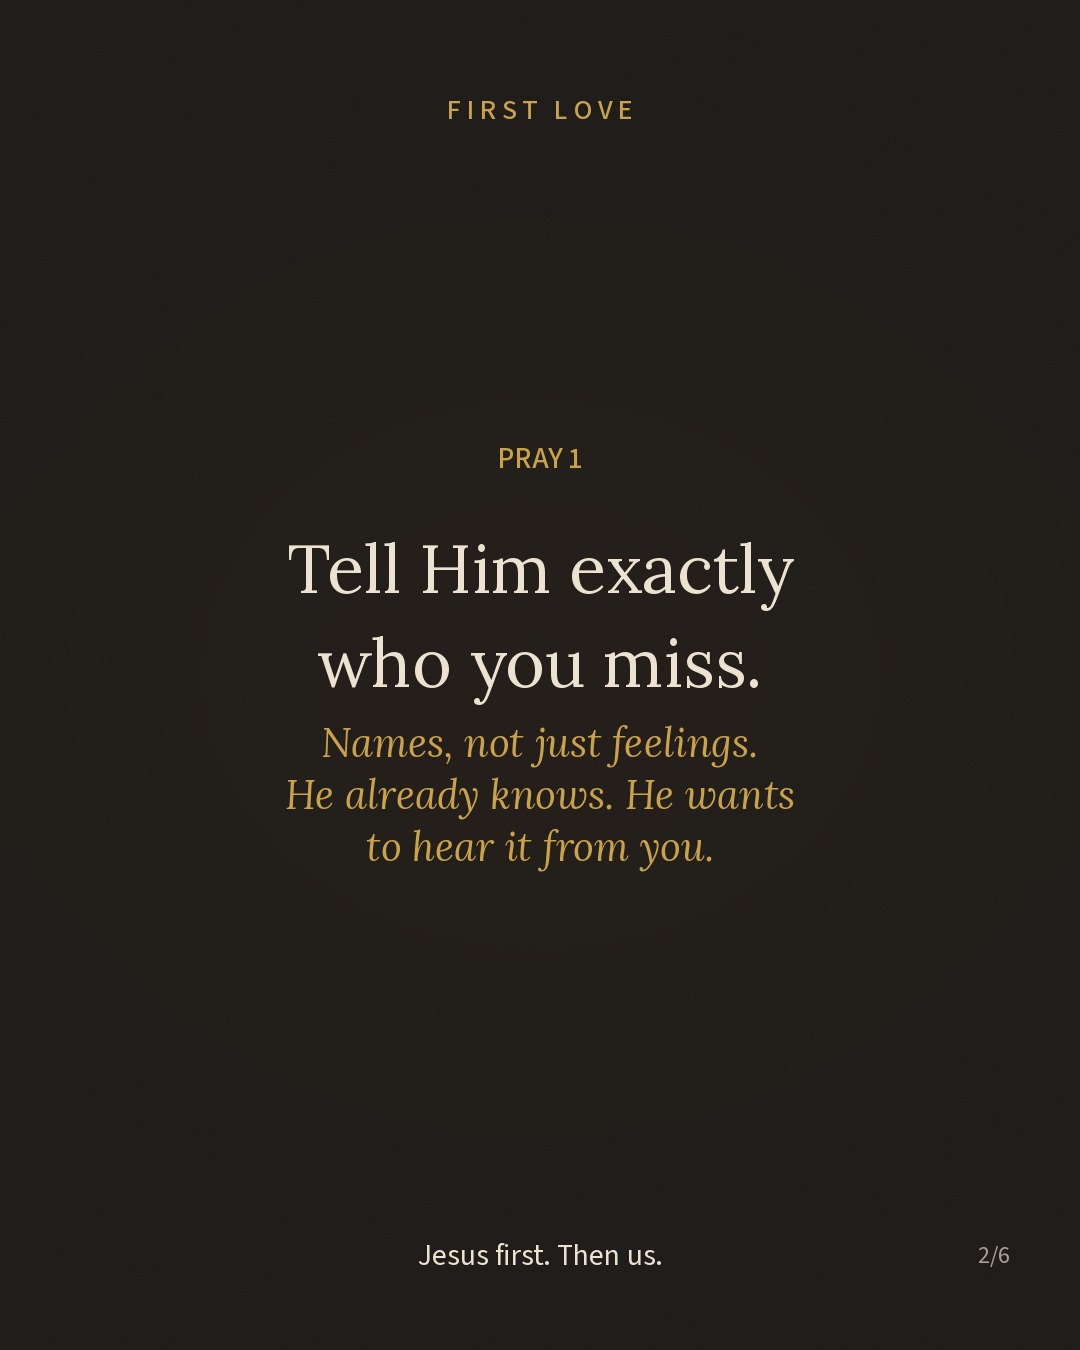 FIRST LOVE
PRAY 1
Tell Him exactly
who you miss.
Names, not just feelings.
He already knows. He wants
to hear it from you.
Jesus first. Then us.
2/6